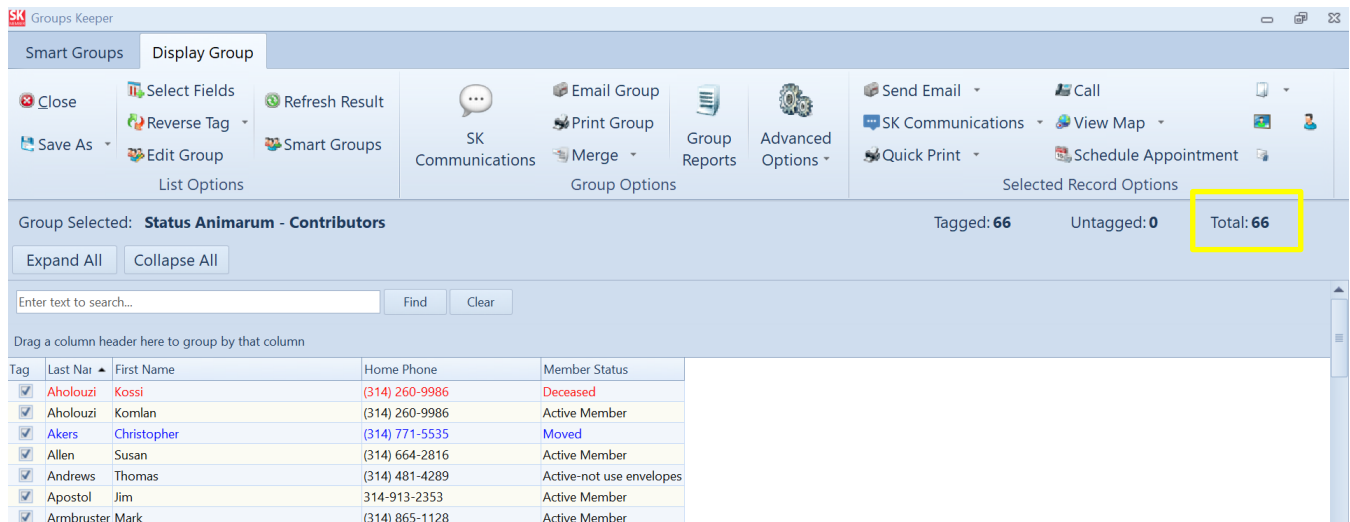 SK Groups Keeper
Smart Groups Display Group
Close
Save As
Select Fields
Reverse Tag
Edit Group
Refresh Result
Smart Groups
List Options
SK
Communications
Email Group
Print Group
Merge
Group
Reports
Advanced
Options
Group Options
Send Email
SK Communications
Quick Print
Call
View Map
Schedule Appointment
Selected Record Options
Group Selected: Status Animarum - Contributors Tagged: 66 Untagged: 0 Total: 66
Expand All Collapse All
Enter text to search... Find Clear
Drag a column header here to group by that column
Tag Last Nar First Name Home Phone Member Status
Aholouzi Kossi (314) 260-9986 Deceased
Aholouzi Komlan (314) 260-9986 Active Member
Akers Christopher (314) 771-5535 Moved
Allen Susan (314) 664-2816 Active Member
Andrews Thomas (314) 481-4289 Active-not use envelopes
Apostol Jim 314-913-2353 Active Member
Armbruster Mark (314) 865-1128 Active Member